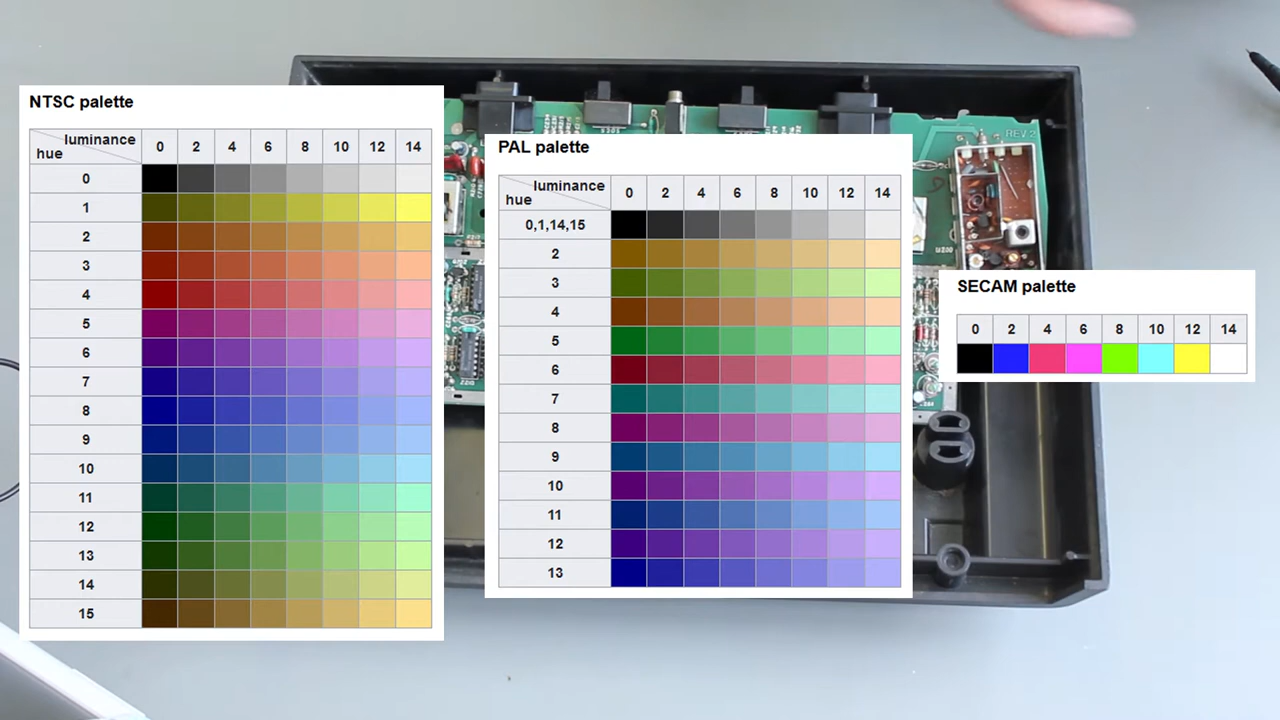 NTSC palette
luminance
hue
0 2 4 6 8 10 12 14
0
1
2
3
4
5
6
7
8
9
10
11
12
13
14
15
PAL palette
luminance
hue
0 2 4 6 8 10 12 14
0,1,14,15
2
3
4
5
6
7
8
9
10
11
12
13
SECAM palette
0 2 4 6 8 10 12 14
REV 2